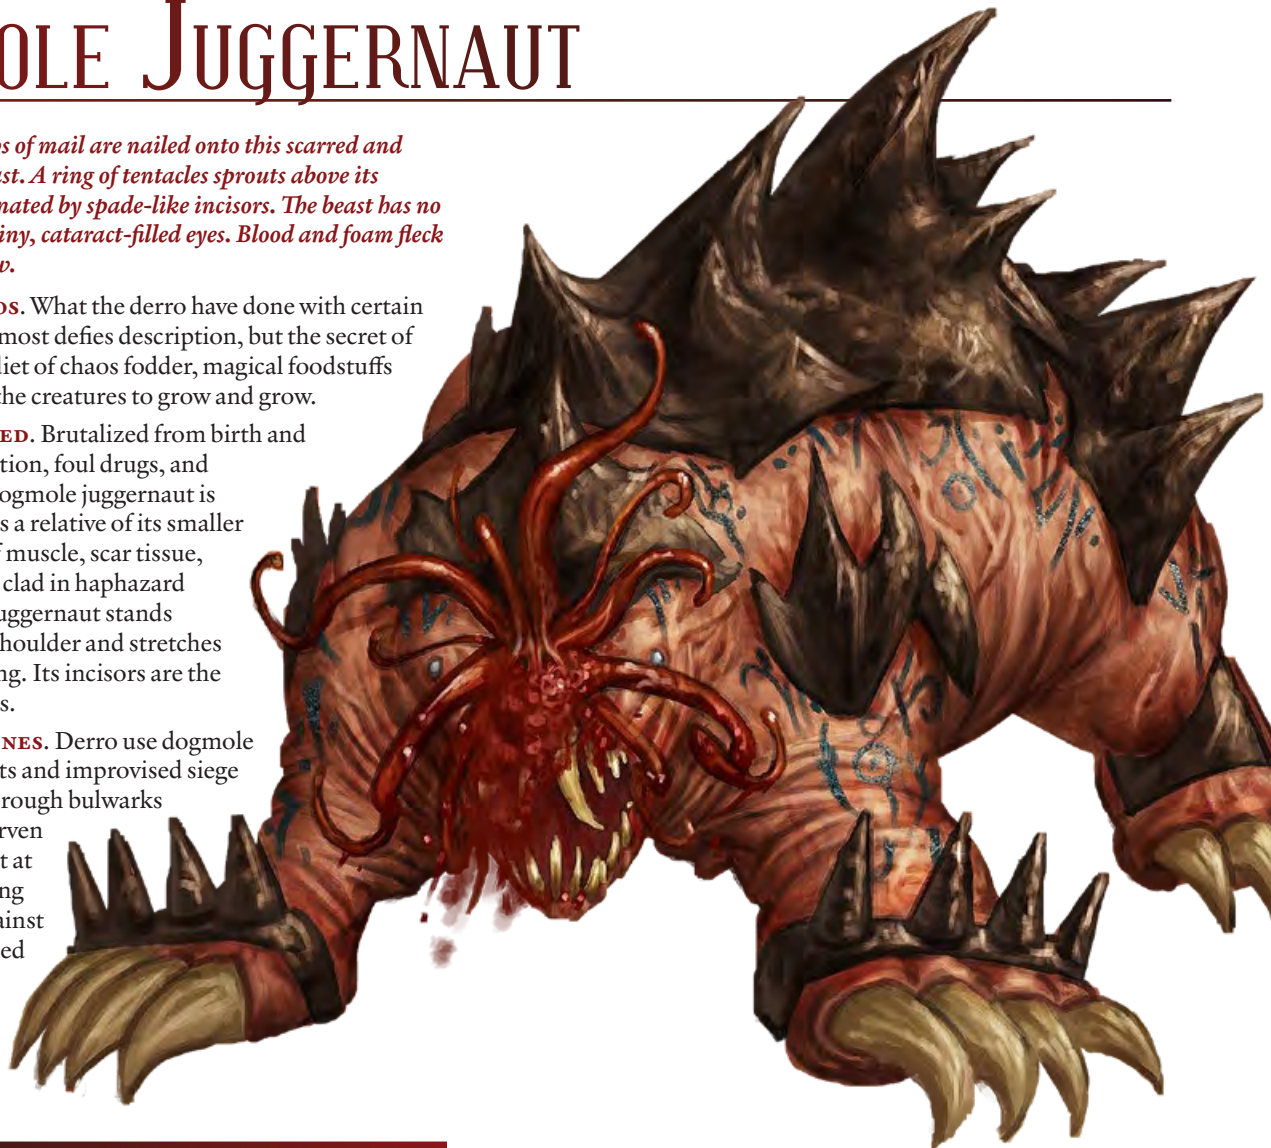 OLE JUGGERNAUT
s of mail are nailed onto this scarred and
st. A ring of tentacles sprouts above its
nated by spade-like incisors. The beast has no
iny, cataract-filled eyes. Blood and foam fleck
w.
OS. What the derro have done with certain
most defies description, but the secret of
diet of chaos fodder, magical foodstuffs
the creatures to grow and grow.
ED. Brutalized from birth and
tion, foul drugs, and
ogmole juggernaut is
s a relative of its smaller
f muscle, scar tissue,
clad in haphazard
uggernaut stands
houlder and stretches
ng. Its incisors are the
s.
NES. Derro use dogmole
ts and improvised siege
rough bulwarks
rven
t at
ng
ainst
ed